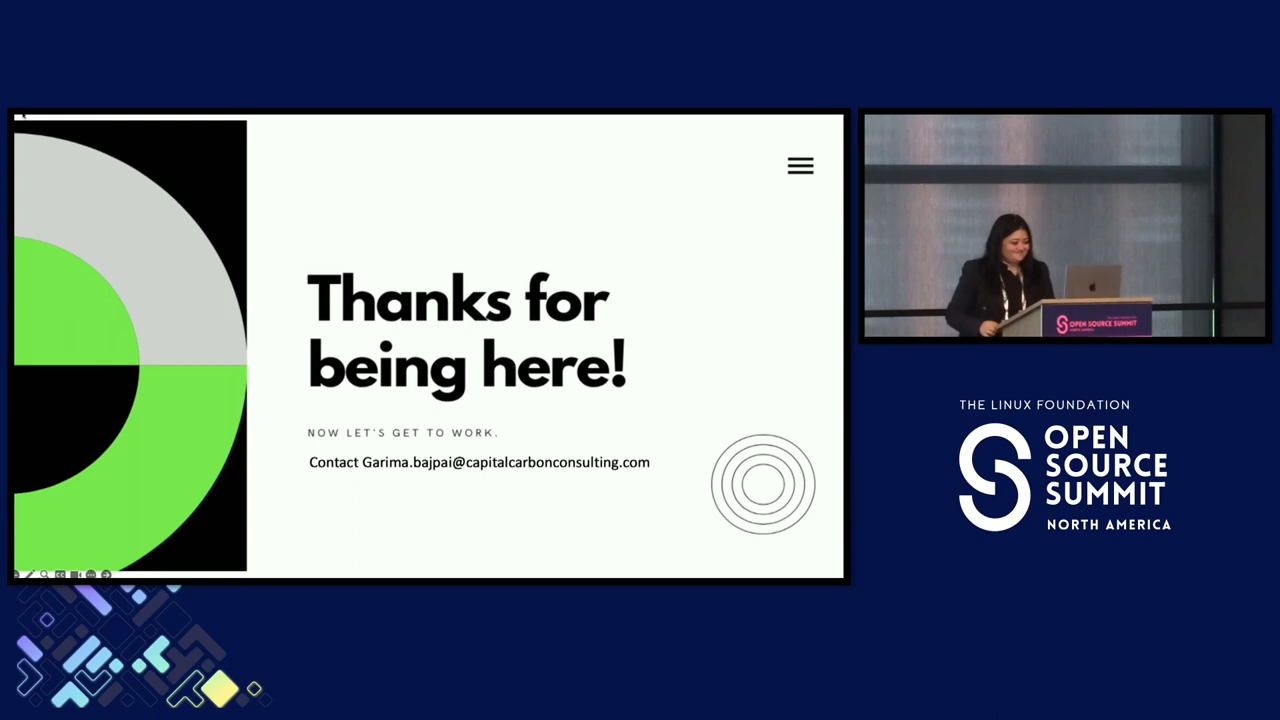 Thanks for
being here!
NOW LET'S GET TO WORK.
Contact Garima.bajpai@capitalcarbonconsulting.com
OPEN SOURCE SUMMIT
THE LINUX FOUNDATION
OPEN
SOURCE
SUMMIT
NORTH AMERICA